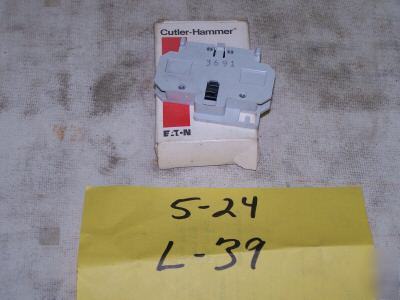 Cutler-Hammer
3691
EATON
5-24
L-39